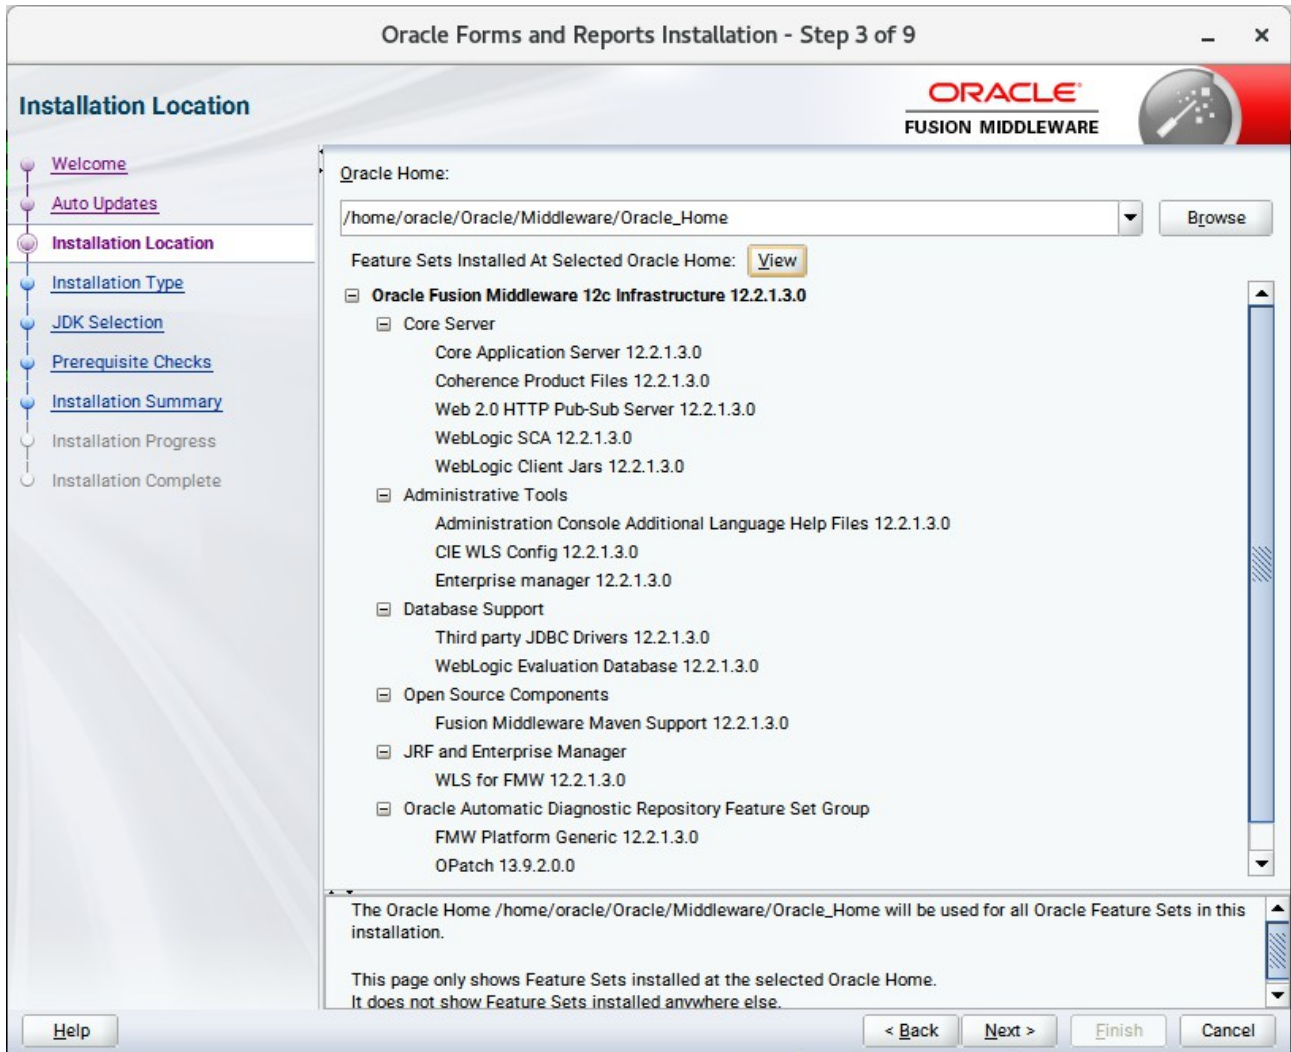 Oracle Forms and Reports Installation - Step 3 of 9
Installation Location
ORACLE
FUSION MIDDLEWARE
Welcome
Auto Updates
Installation Location
Installation Type
JDK Selection
Prerequisite Checks
Installation Summary
Installation Progress
Installation Complete
Oracle Home:
/home/oracle/Oracle/Middleware/Oracle_Home
Browse
Feature Sets Installed At Selected Oracle Home: View
Oracle Fusion Middleware 12c Infrastructure 12.2.1.3.0
Core Server
Core Application Server 12.2.1.3.0
Coherence Product Files 12.2.1.3.0
Web 2.0 HTTP Pub-Sub Server 12.2.1.3.0
WebLogic SCA 12.2.1.3.0
WebLogic Client Jars 12.2.1.3.0
Administrative Tools
Administration Console Additional Language Help Files 12.2.1.3.0
CIE WLS Config 12.2.1.3.0
Enterprise manager 12.2.1.3.0
Database Support
Third party JDBC Drivers 12.2.1.3.0
WebLogic Evaluation Database 12.2.1.3.0
Open Source Components
Fusion Middleware Maven Support 12.2.1.3.0
JRF and Enterprise Manager
WLS for FMW 12.2.1.3.0
Oracle Automatic Diagnostic Repository Feature Set Group
FMW Platform Generic 12.2.1.3.0
OPatch 13.9.2.0.0
The Oracle Home /home/oracle/Oracle/Middleware/Oracle_Home will be used for all Oracle Feature Sets in this
installation.
This page only shows Feature Sets installed at the selected Oracle Home.
It does not show Feature Sets installed anywhere else.
Help
< Back
Next >
Finish
Cancel